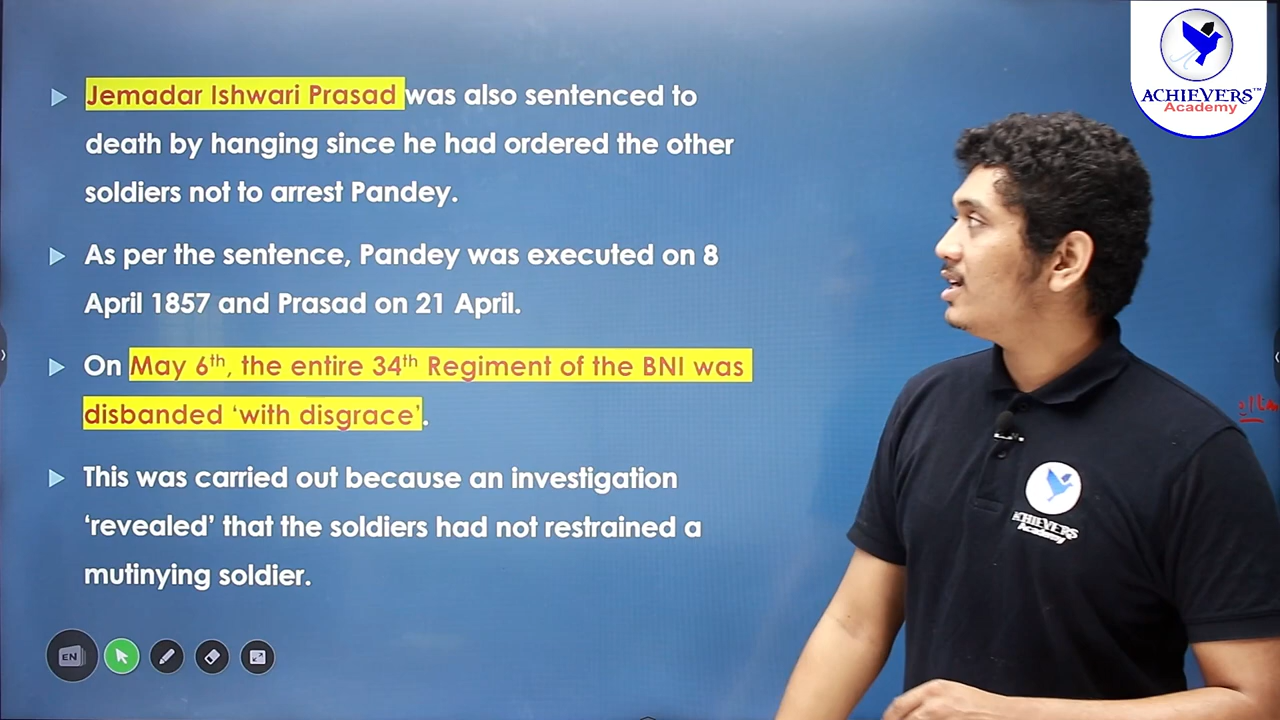 Jemadar Ishwari Prasad was also sentenced to
death by hanging since he had ordered the other
soldiers not to arrest Pandey.
As per the sentence, Pandey was executed on 8
April 1857 and Prasad on 21 April.
On May 6th, the entire 34th Regiment of the BNI was
disbanded ‘with disgrace’.
This was carried out because an investigation
‘revealed’ that the soldiers had not restrained a
mutinying soldier.
EN
ACHIEVERS™
Academy
ACHIEVERS
Academy